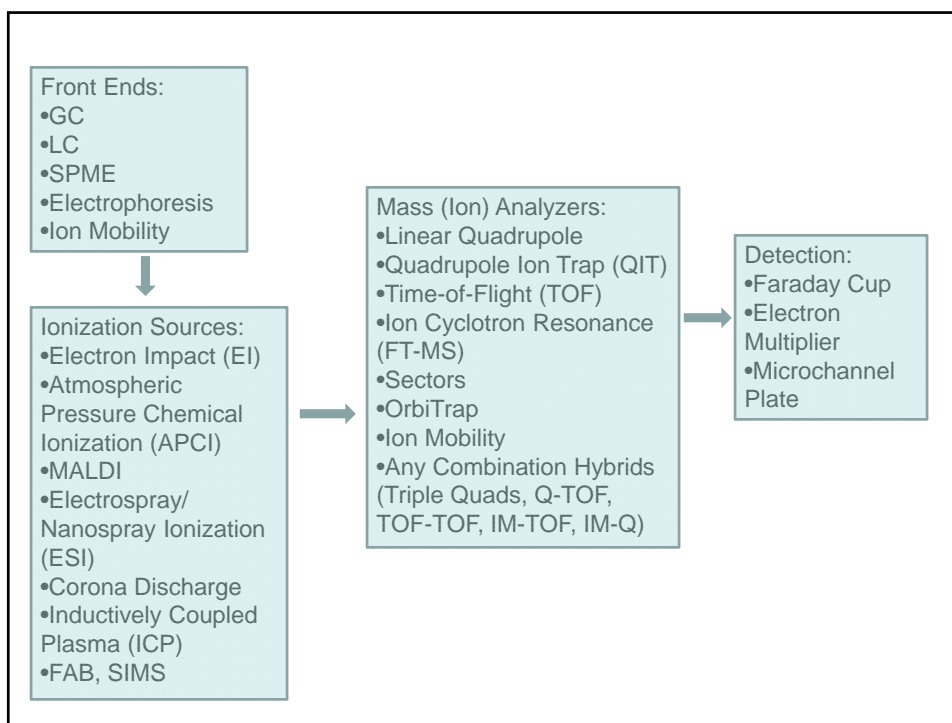 Front Ends:
•GC
•LC
•SPME
•Electrophoresis
•Ion Mobility
Ionization Sources:
•Electron Impact (EI)
•Atmospheric
Pressure Chemical
Ionization (APCI)
•MALDI
•Electrospray/
Nanospray Ionization
(ESI)
•Corona Discharge
•Inductively Coupled
Plasma (ICP)
•FAB, SIMS
Mass (Ion) Analyzers:
•Linear Quadrupole
•Quadrupole Ion Trap (QIT)
•Time-of-Flight (TOF)
•Ion Cyclotron Resonance
(FT-MS)
•Sectors
•OrbiTrap
•Ion Mobility
•Any Combination Hybrids
(Triple Quads, Q-TOF,
TOF-TOF, IM-TOF, IM-Q)
Detection:
•Faraday Cup
•Electron
Multiplier
•Microchannel
Plate